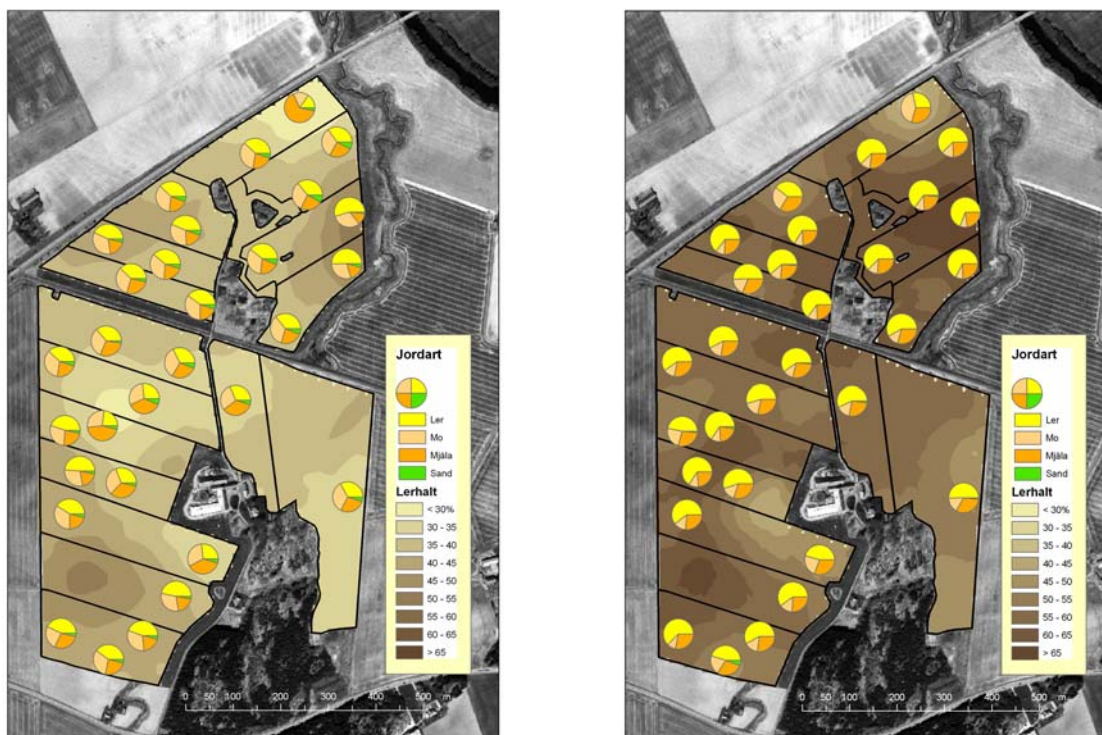 Jordart
Ler
Mo
Mjäla
Sand
Lerhalt
< 30%
30 - 35
35 - 40
40 - 45
45 - 50
50 - 55
55 - 60
60 - 65
> 65
0 50 100 200 300 400 500 m
Jordart
Ler
Mo
Mjäla
Sand
Lerhalt
< 30%
30 - 35
35 - 40
40 - 45
45 - 50
50 - 55
55 - 60
60 - 65
> 65
0 50 100 200 300 400 500 m